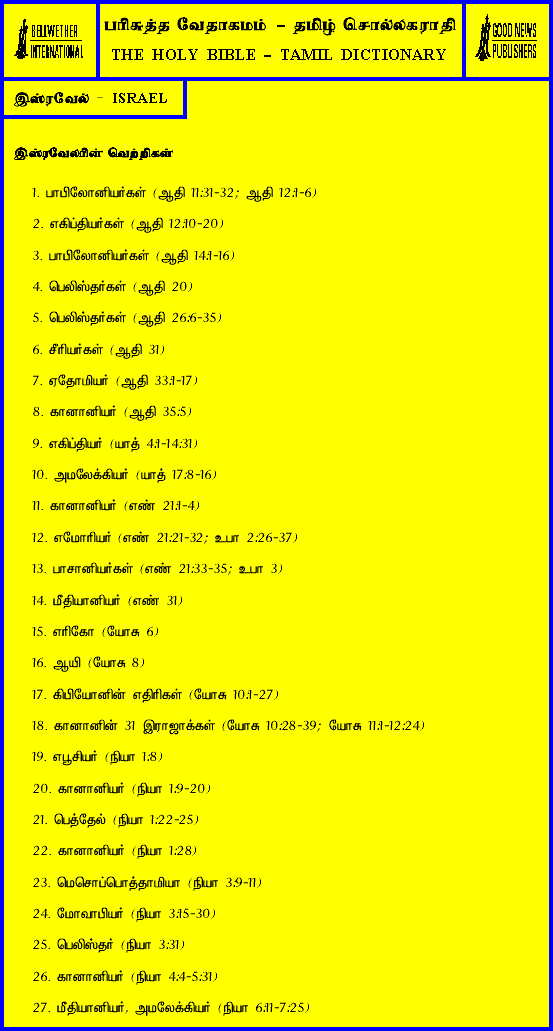 BELLWETHER
INTERNATIONAL
பரிசுத்த வேதாகமம் – தமிழ் சொல்லகராதி
THE HOLY BIBLE – TAMIL DICTIONARY
GOOD NEWS
PUBLISHERS
இஸ்ரவேல் – ISRAEL
இஸ்ரவேலரின் வெற்றிகள்
1. பாபிலோனியர்கள் (ஆதி 11:31-32; ஆதி 12:1-6)
2. எகிப்தியர்கள் (ஆதி 12:10-20)
3. பாபிலோனியர்கள் (ஆதி 14:1-16)
4. பெலிஸ்தர்கள் (ஆதி 20)
5. பெலிஸ்தர்கள் (ஆதி 26:6-35)
6. சீரியர்கள் (ஆதி 31)
7. ஏதோமியர் (ஆதி 33:1-17)
8. கானானியர் (ஆதி 35:5)
9. எகிப்தியர் (யாத் 4:1-14:31)
10. அமலேக்கியர் (யாத் 17:8-16)
11. கானானியர் (எண் 21:1-4)
12. எமோரியர் (எண் 21:21-32; உபா 2:26-37)
13. பாசானியர்கள் (எண் 21:33-35; உபா 3)
14. மீதியானியர் (எண் 31)
15. எரிகோ (யோசு 6)
16. ஆயி (யோசு 8)
17. கிபியோனின் எதிரிகள் (யோசு 10:1-27)
18. கானானின் 31 இராஜாக்கள் (யோசு 10:28-39; யோசு 11:1-12:24)
19. எபூசியர் (நியா 1:8)
20. கானானியர் (நியா 1:9-20)
21. பெத்தேல் (நியா 1:22-25)
22. கானானியர் (நியா 1:28)
23. மெசொப்பொத்தாமியா (நியா 3:9-11)
24. மோவாபியர் (நியா 3:15-30)
25. பெலிஸ்தர் (நியா 3:31)
26. கானானியர் (நியா 4:4-5:31)
27. மீதியானியர், அமலேக்கியர் (நியா 6:11-7:25)